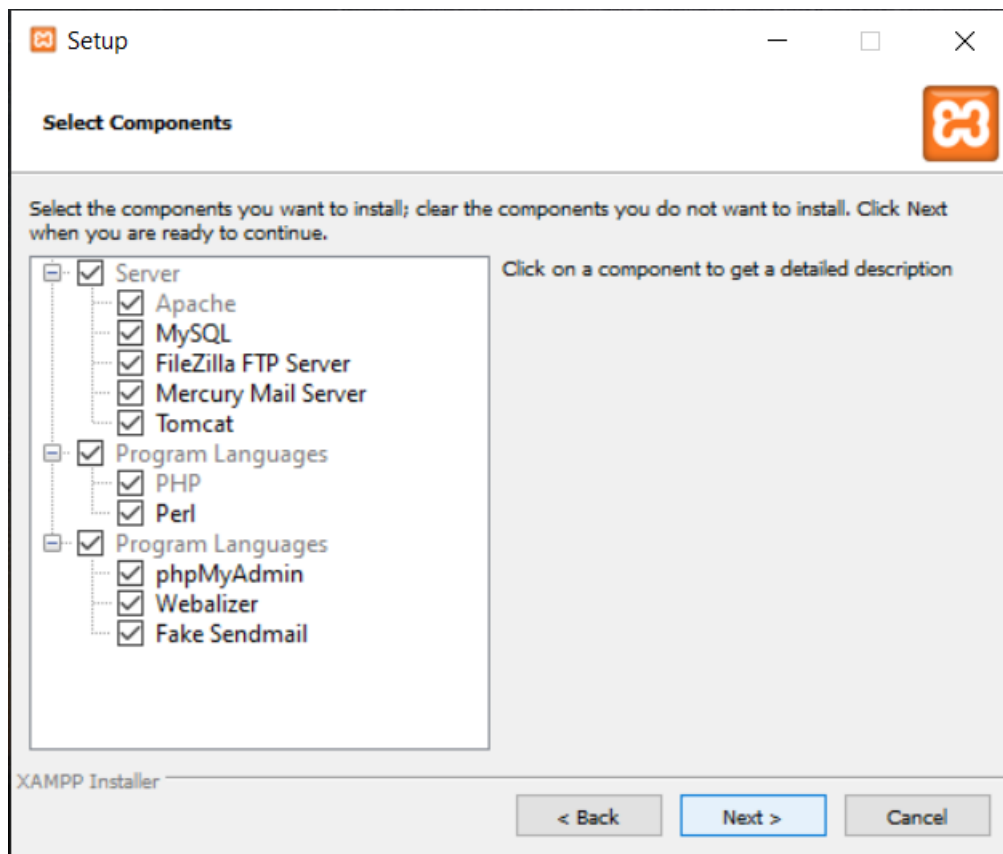 Setup
Select Components
Select the components you want to install; clear the components you do not want to install. Click Next
when you are ready to continue.
Server
Apache
MySQL
FileZilla FTP Server
Mercury Mail Server
Tomcat
Program Languages
PHP
Perl
Program Languages
phpMyAdmin
Webalizer
Fake Sendmail
Click on a component to get a detailed description
XAMPP Installer
< Back
Next >
Cancel